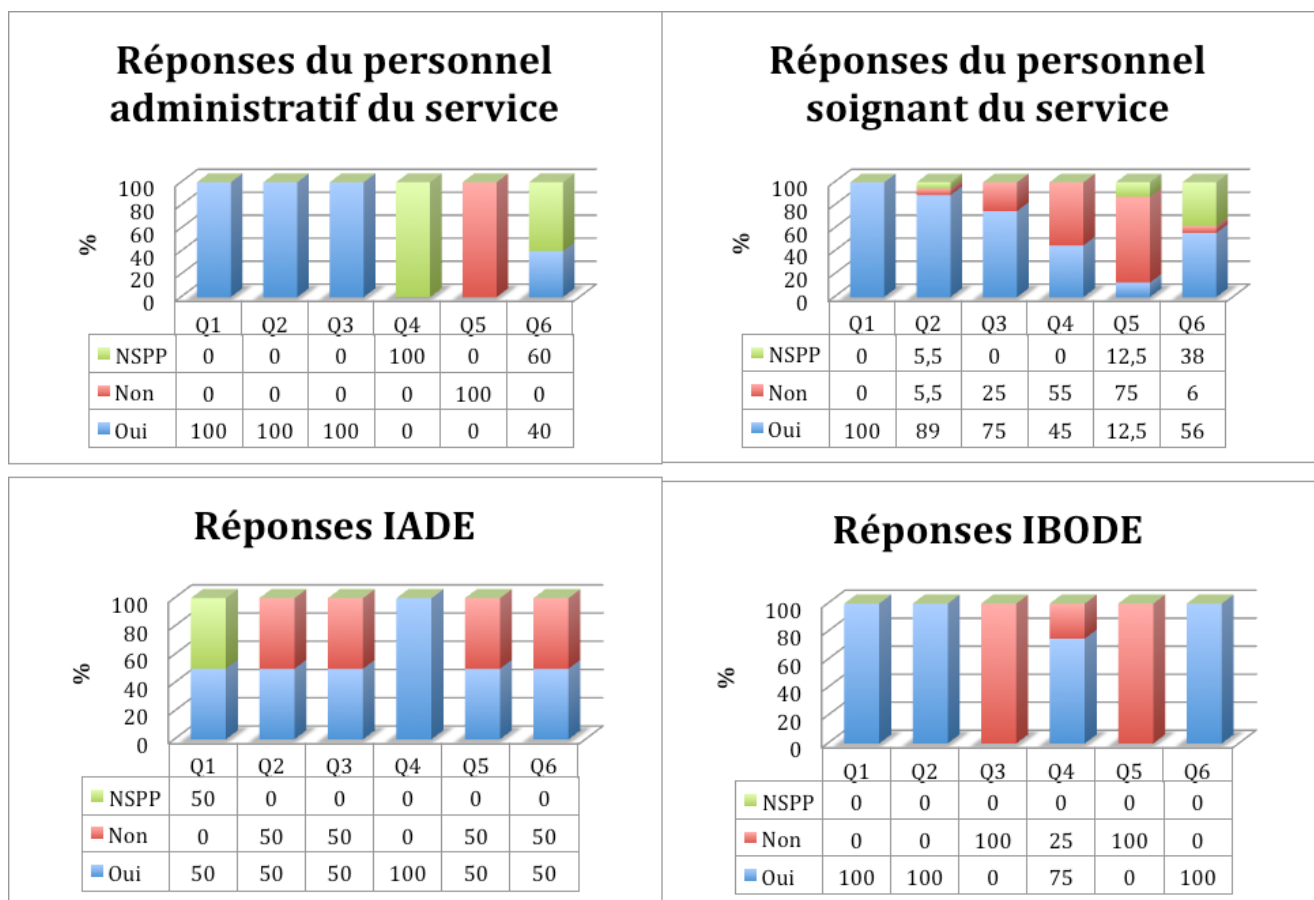 Réponses du personnel
administratif du service
%
100
80
60
40
20
0
Q1 Q2 Q3 Q4 Q5 Q6
NSPP 0 0 0 100 0 60
Non 0 0 0 0 100 0
Oui 100 100 100 0 0 40
Réponses du personnel
soignant du service
%
100
80
60
40
20
0
Q1 Q2 Q3 Q4 Q5 Q6
NSPP 0 5,5 0 0 12,5 38
Non 0 5,5 25 55 75 6
Oui 100 89 75 45 12,5 56
Réponses IADE
%
100
80
60
40
20
0
Q1 Q2 Q3 Q4 Q5 Q6
NSPP 50 0 0 0 0 0
Non 0 50 50 0 50 50
Oui 50 50 50 100 50 50
Réponses IBODE
%
100
80
60
40
20
0
Q1 Q2 Q3 Q4 Q5 Q6
NSPP 0 0 0 0 0 0
Non 0 0 100 25 100 0
Oui 100 100 0 75 0 100